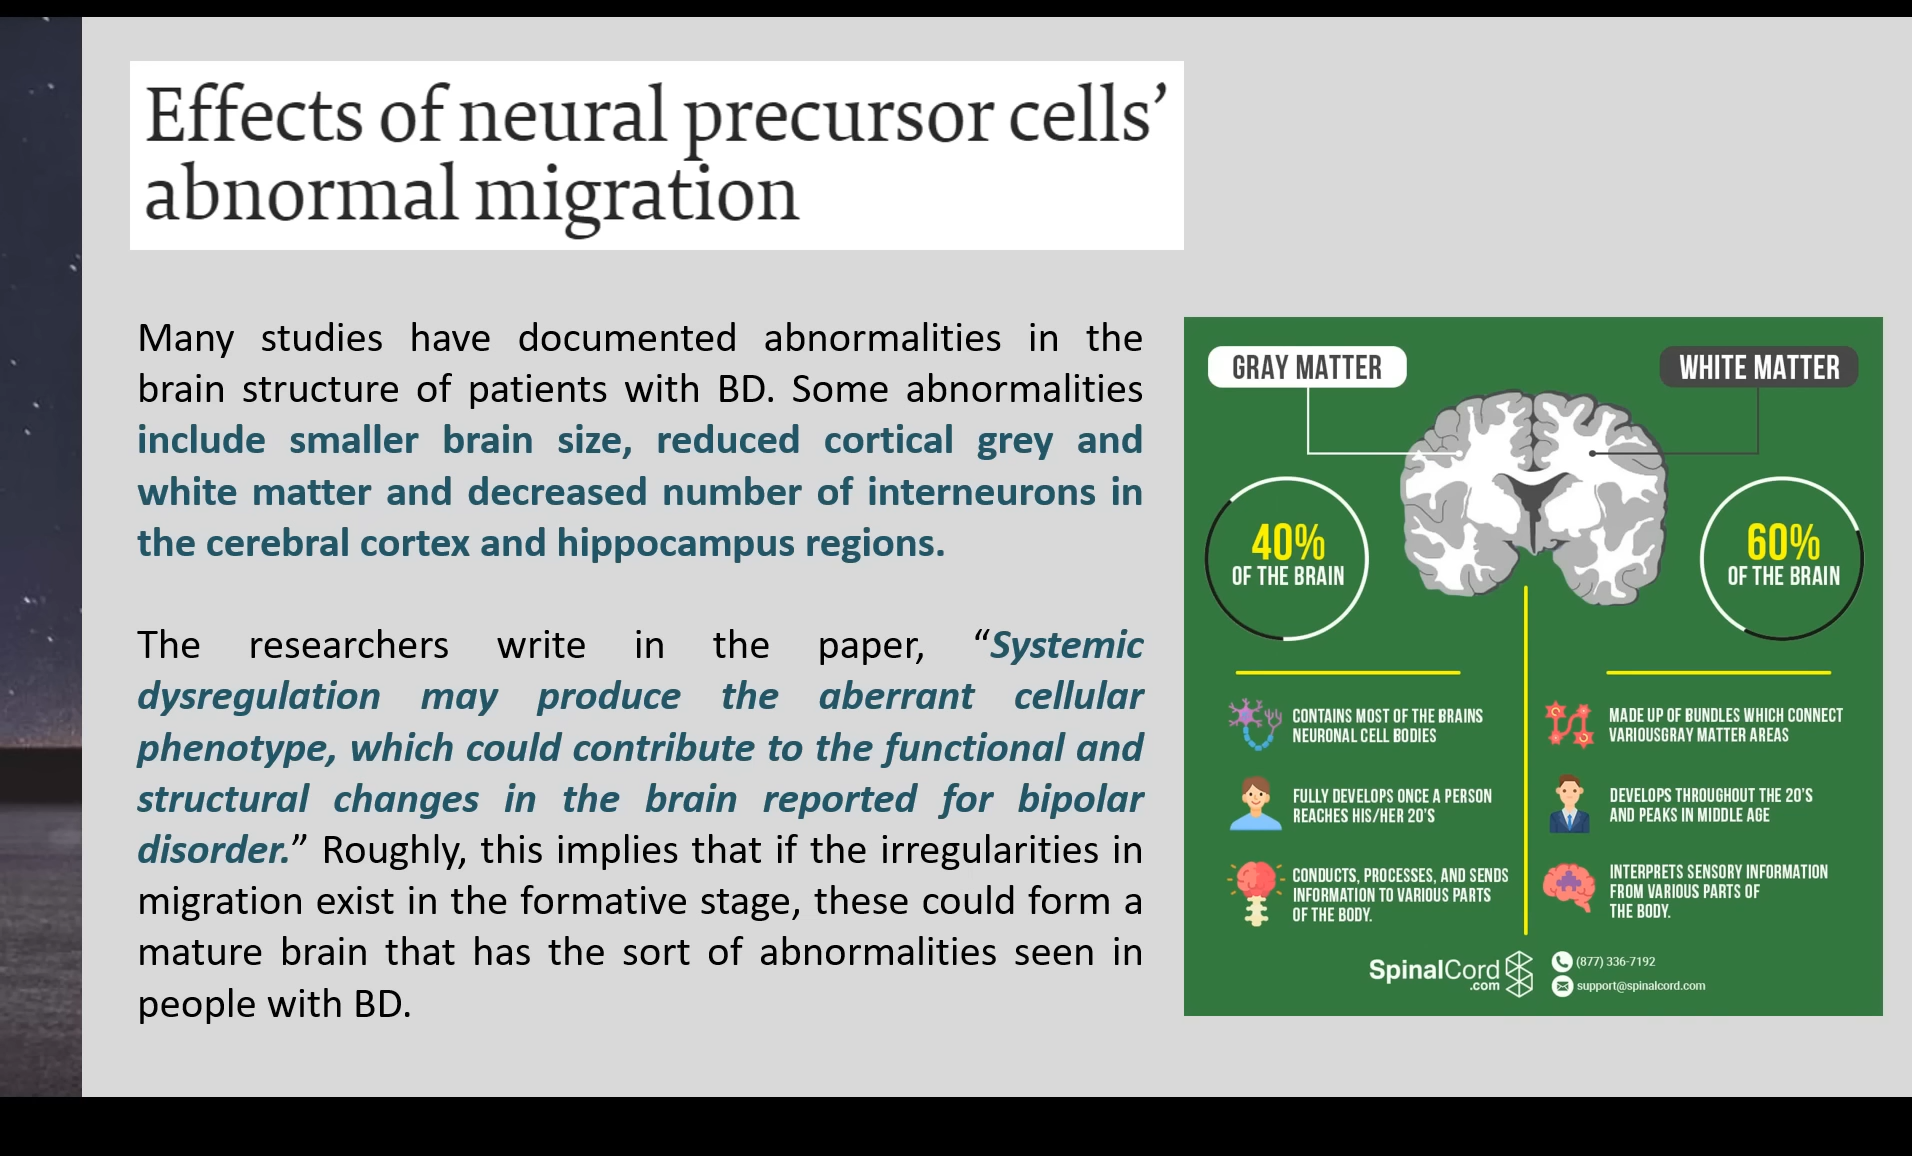 Effects of neural precursor cells’
abnormal migration
Many studies have documented abnormalities in the
brain structure of patients with BD. Some abnormalities
include smaller brain size, reduced cortical grey and
white matter and decreased number of interneurons in
the cerebral cortex and hippocampus regions.
The researchers write in the paper, “Systemic
dysregulation may produce the aberrant cellular
phenotype, which could contribute to the functional and
structural changes in the brain reported for bipolar
disorder.” Roughly, this implies that if the irregularities in
migration exist in the formative stage, these could form a
mature brain that has the sort of abnormalities seen in
people with BD.
GRAY MATTER
40%
OF THE BRAIN
CONTAINS MOST OF THE BRAINS
NEURONAL CELL BODIES
FULLY DEVELOPS ONCE A PERSON
REACHES HIS/HER 20'S
CONDUCTS, PROCESSES, AND SENDS
INFORMATION TO VARIOUS PARTS
OF THE BODY.
WHITE MATTER
60%
OF THE BRAIN
MADE UP OF BUNDLES WHICH CONNECT
VARIOUSGRAY MATTER AREAS
DEVELOPS THROUGHOUT THE 20'S
AND PEAKS IN MIDDLE AGE
INTERPRETS SENSORY INFORMATION
FROM VARIOUS PARTS OF
THE BODY.
SpinalCord
.com
(877) 336-7192
support@spinalcord.com